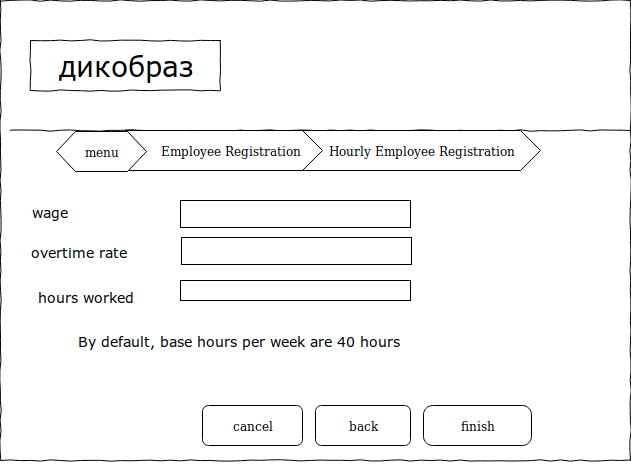 дикобраз
menu Employee Registration Hourly Employee Registration
wage
overtime rate
hours worked
By default, base hours per week are 40 hours
cancel back finish